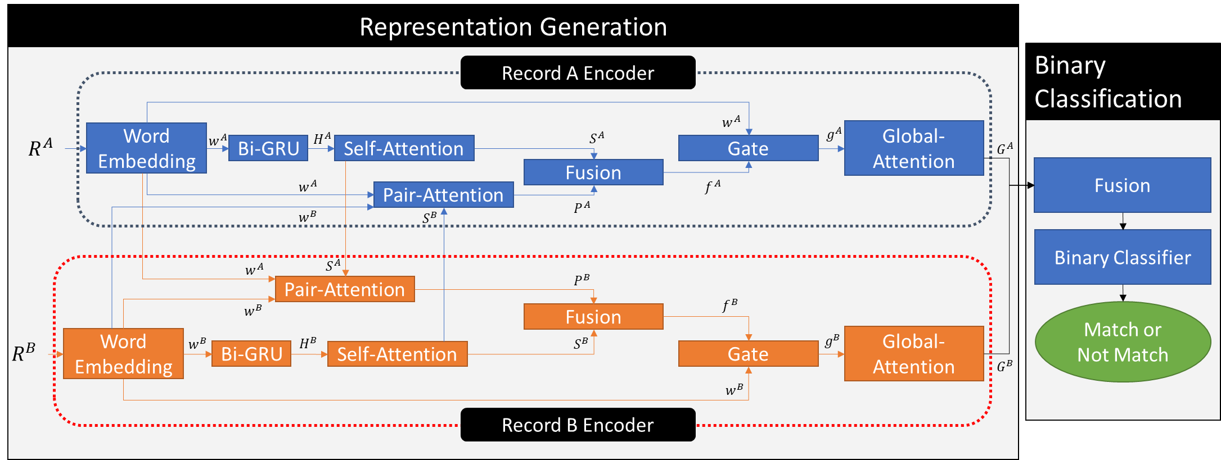 Representation Generation
Record A Encoder
Binary
Classification
R^A
Word
Embedding
w^A
Bi-GRU
H^A
Self-Attention
S^A
Fusion
w^A
Gate
g^A
Global-
Attention
G^A
w^A
Pair-Attention
P^A
f^A
w^B
S^B
Fusion
Binary Classifier
Match or
Not Match
w^A
S^A
Pair-Attention
P^B
w^B
Fusion
f^B
R^B
Word
Embedding
w^B
Bi-GRU
H^B
Self-Attention
S^B
Gate
g^B
Global-
Attention
G^B
w^B
Record B Encoder